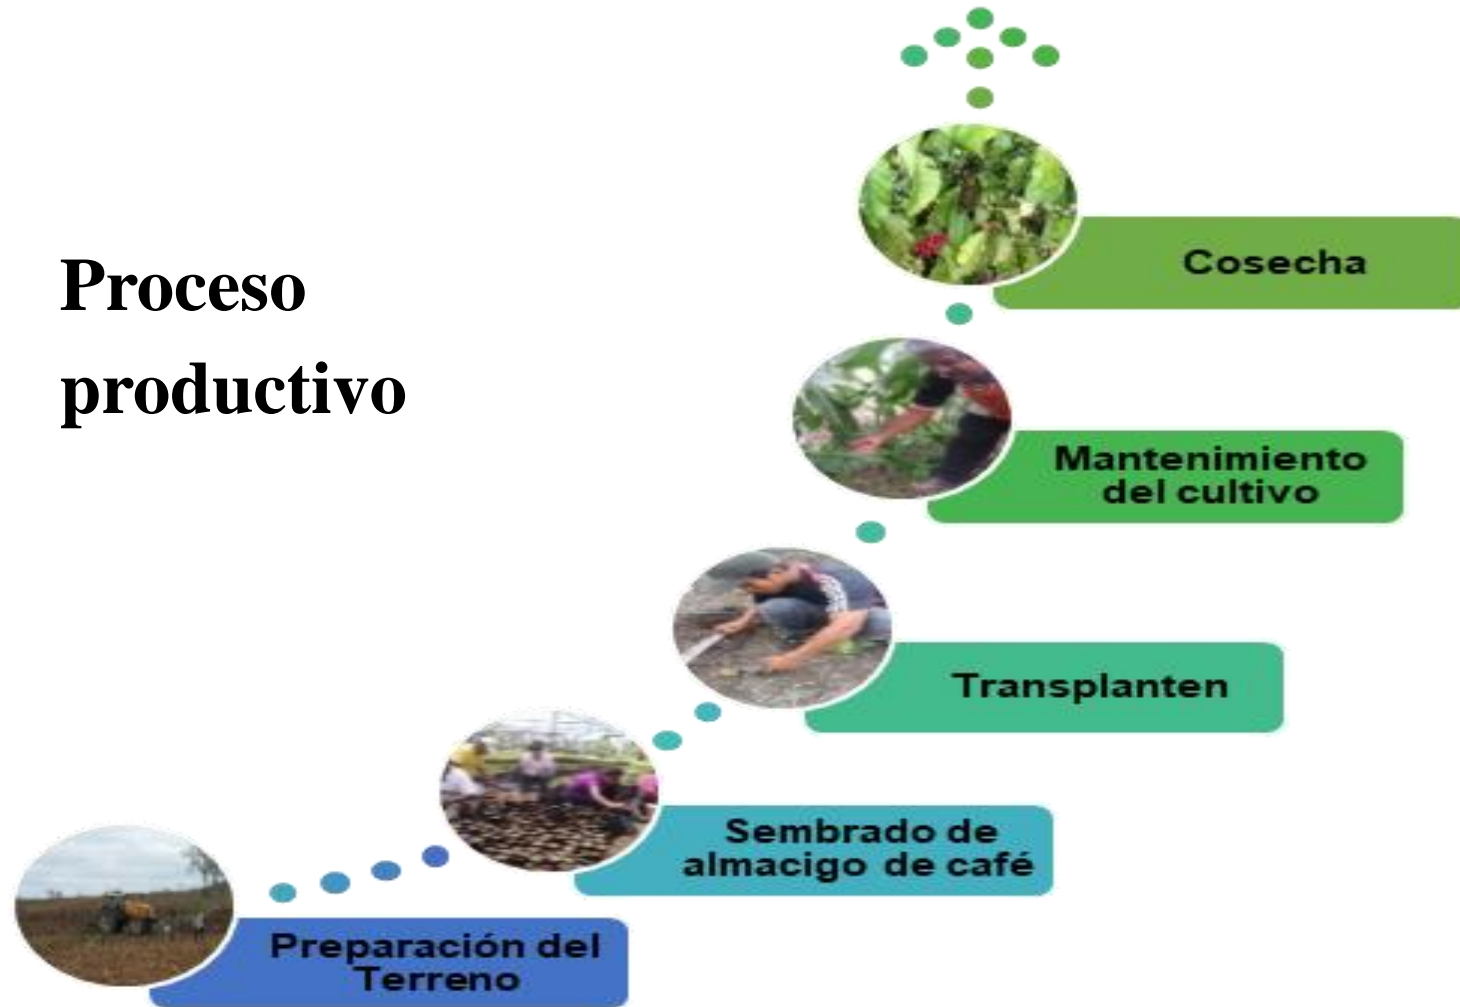 Proceso
productivo
Cosecha
Mantenimiento
del cultivo
Transplanten
Sembrado de
almacigo de café
Preparación del
Terreno